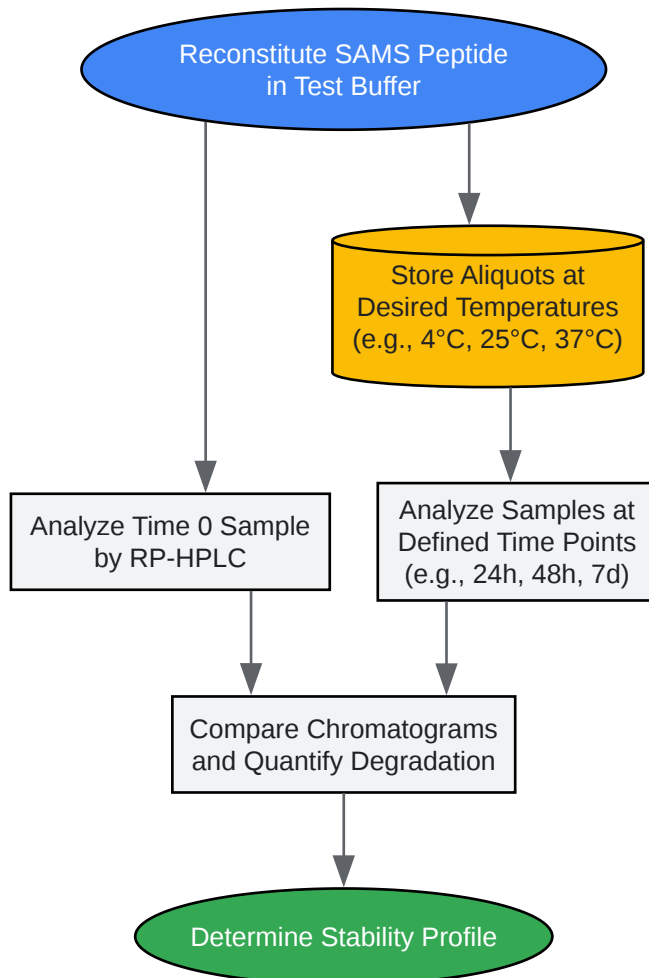 Reconstitute SAMS Peptide
in Test Buffer
Store Aliquots at
Desired Temperatures
(e.g., 4°C, 25°C, 37°C)
Analyze Time 0 Sample
by RP-HPLC
Analyze Samples at
Defined Time Points
(e.g., 24h, 48h, 7d)
Compare Chromatograms
and Quantify Degradation
Determine Stability Profile